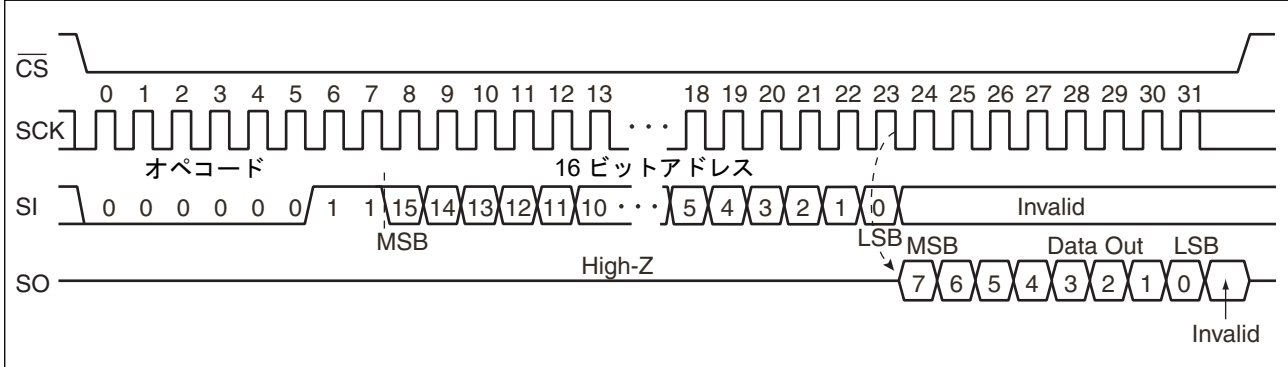 CS
0 1 2 3 4 5 6 7 8 9 10 11 12 13 18 19 20 21 22 23 24 25 26 27 28 29 30 31
SCK ···
オペコード 16 ビットアドレス
SI 0 0 0 0 0 0 1 1 15 14 13 12 11 10 ··· 5 4 3 2 1 0 Invalid
MSB LSB MSB Data Out LSB
High-Z
SO 7 6 5 4 3 2 1 0
Invalid